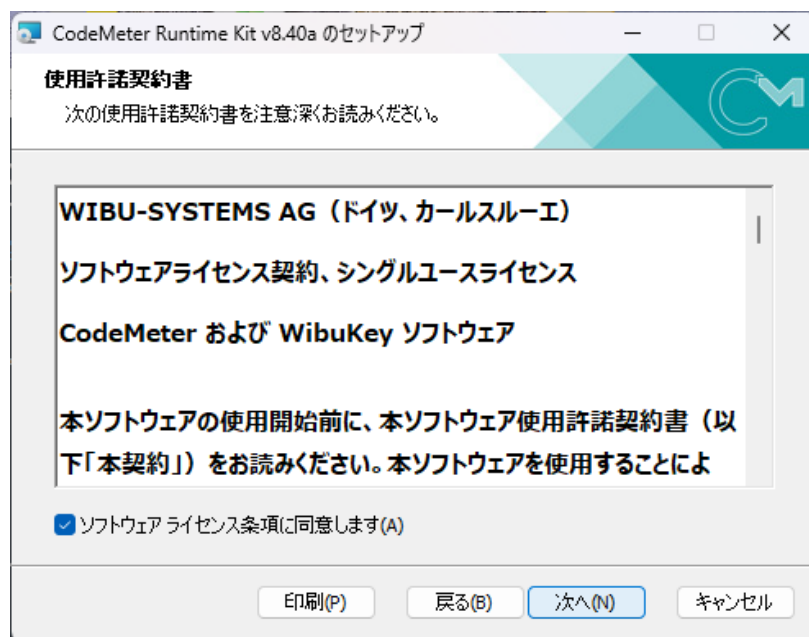 CodeMeter Runtime Kit v8.40a のセットアップ
使用許諾契約書
次の使用許諾契約書を注意深くお読みください。
WIBU-SYSTEMS AG（ドイツ、カールスルーエ）
ソフトウェアライセンス契約、シングルユースライセンス
CodeMeter および WibuKey ソフトウェア
本ソフトウェアの使用開始前に、本ソフトウェア使用許諾契約書（以
下「本契約」）をお読みください。本ソフトウェアを使用することによ
ソフトウェア ライセンス条項に同意します(A)
印刷(P) 戻る(B) 次へ(N) キャンセル